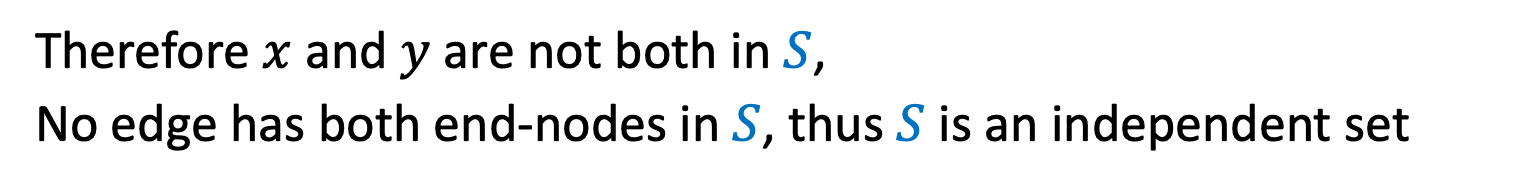 Therefore x and y are not both in S,
No edge has both end-nodes in S, thus S is an independent set